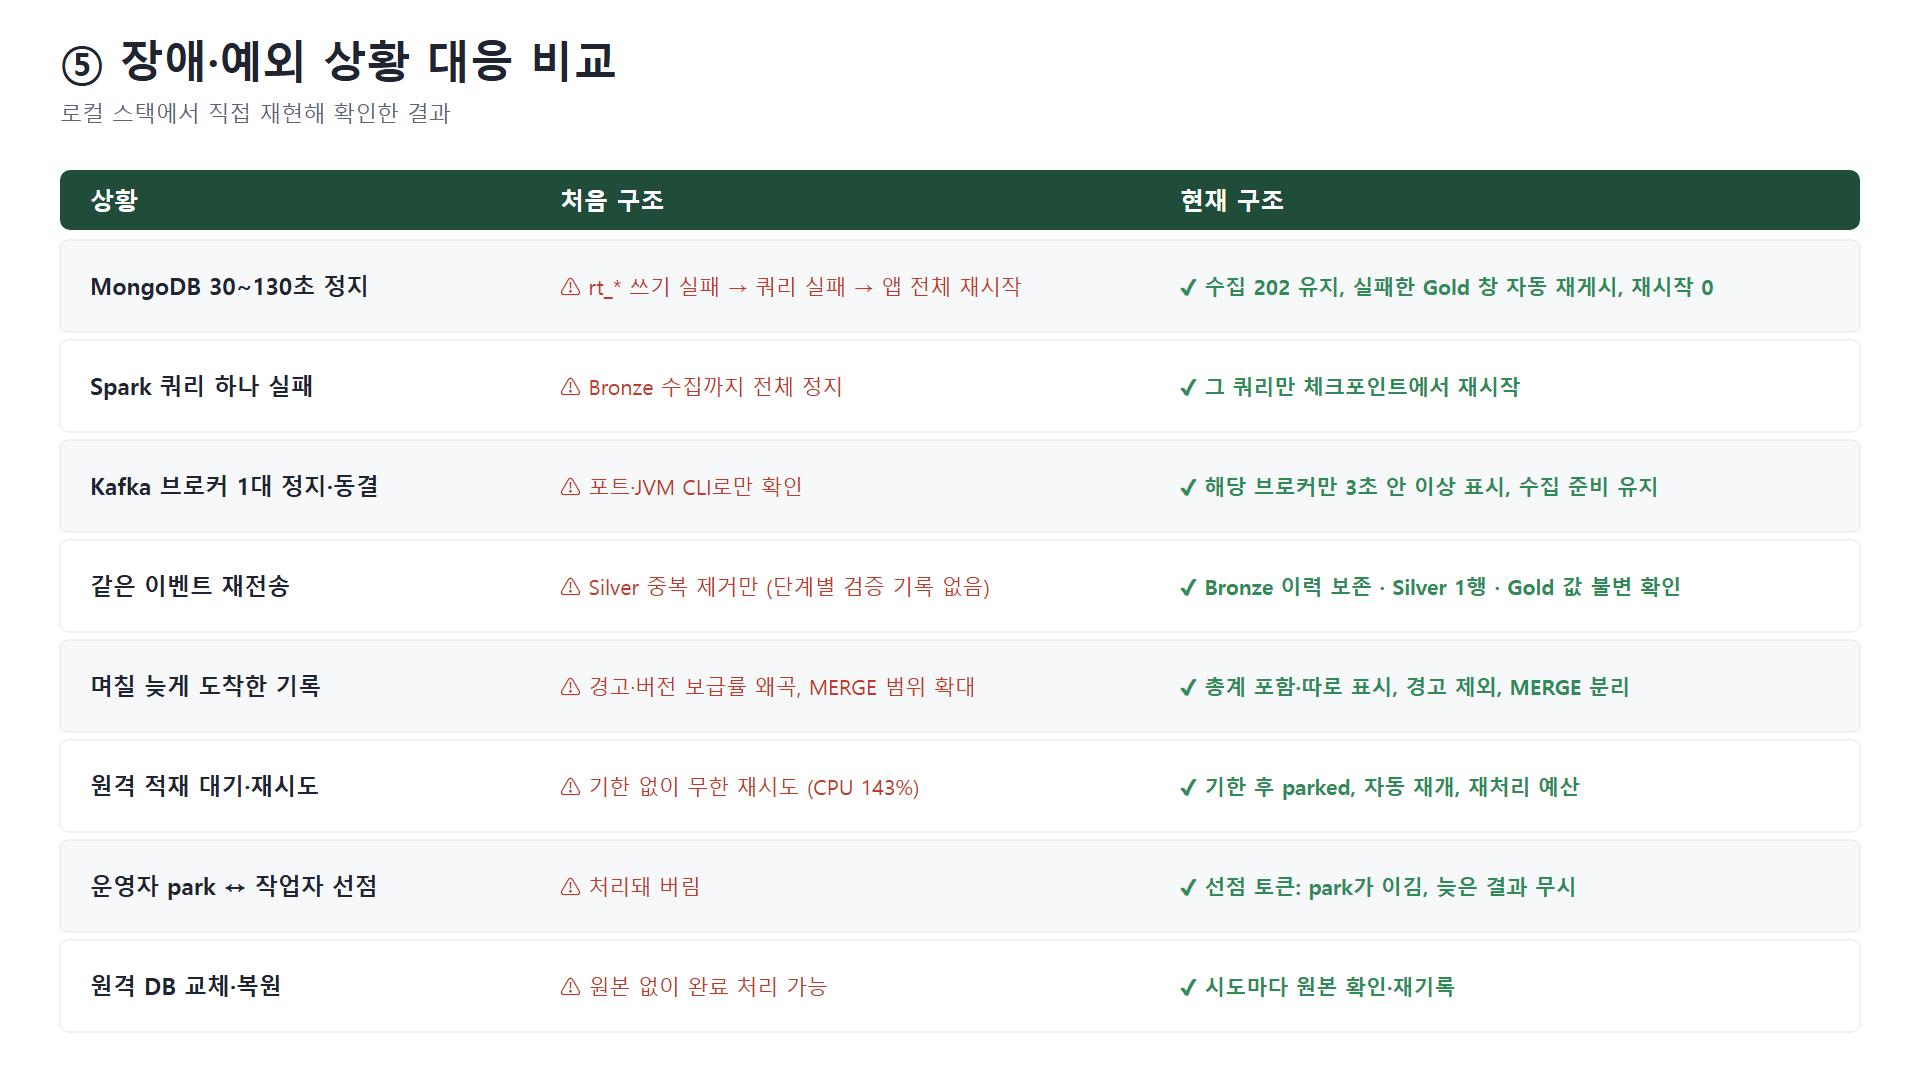 ⑤ 장애·예외 상황 대응 비교
로컬 스택에서 직접 재현해 확인한 결과
상황 처음 구조 현재 구조
MongoDB 30~130초 정지 ⚠ rt_* 쓰기 실패 → 쿼리 실패 → 앱 전체 재시작 ✔ 수집 202 유지, 실패한 Gold 창 자동 재게시, 재시작 0
Spark 쿼리 하나 실패 ⚠ Bronze 수집까지 전체 정지 ✔ 그 쿼리만 체크포인트에서 재시작
Kafka 브로커 1대 정지·동결 ⚠ 포트·JVM CLI로만 확인 ✔ 해당 브로커만 3초 안 이상 표시, 수집 준비 유지
같은 이벤트 재전송 ⚠ Silver 중복 제거만 (단계별 검증 기록 없음) ✔ Bronze 이력 보존 · Silver 1행 · Gold 값 불변 확인
며칠 늦게 도착한 기록 ⚠ 경고·버전 보급률 왜곡, MERGE 범위 확대 ✔ 총계 포함·따로 표시, 경고 제외, MERGE 분리
원격 적재 대기·재시도 ⚠ 기한 없이 무한 재시도 (CPU 143%) ✔ 기한 후 parked, 자동 재개, 재처리 예산
운영자 park ↔ 작업자 선점 ⚠ 처리돼 버림 ✔ 선점 토큰: park가 이김, 늦은 결과 무시
원격 DB 교체·복원 ⚠ 원본 없이 완료 처리 가능 ✔ 시도마다 원본 확인·재기록